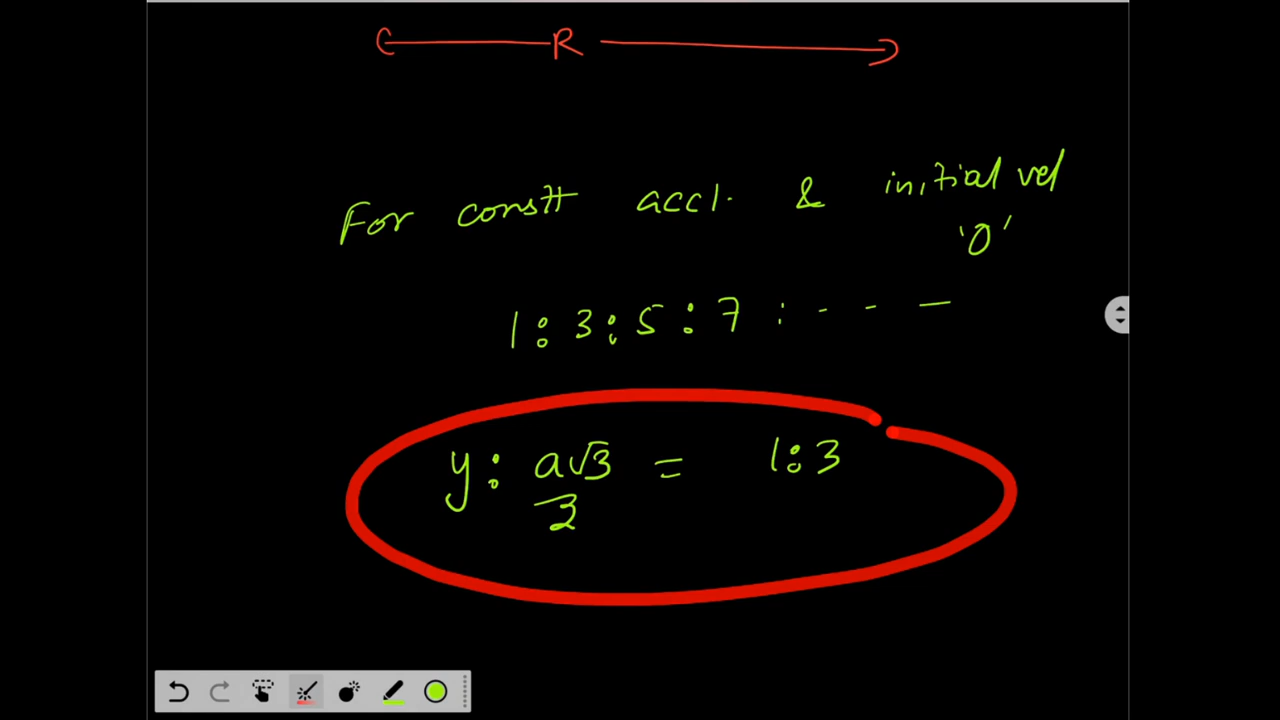 R
For constt accl. & initial vel
'0'
1 : 3 : 5 : 7 : - - -
y : a√3/2 = 1 : 3